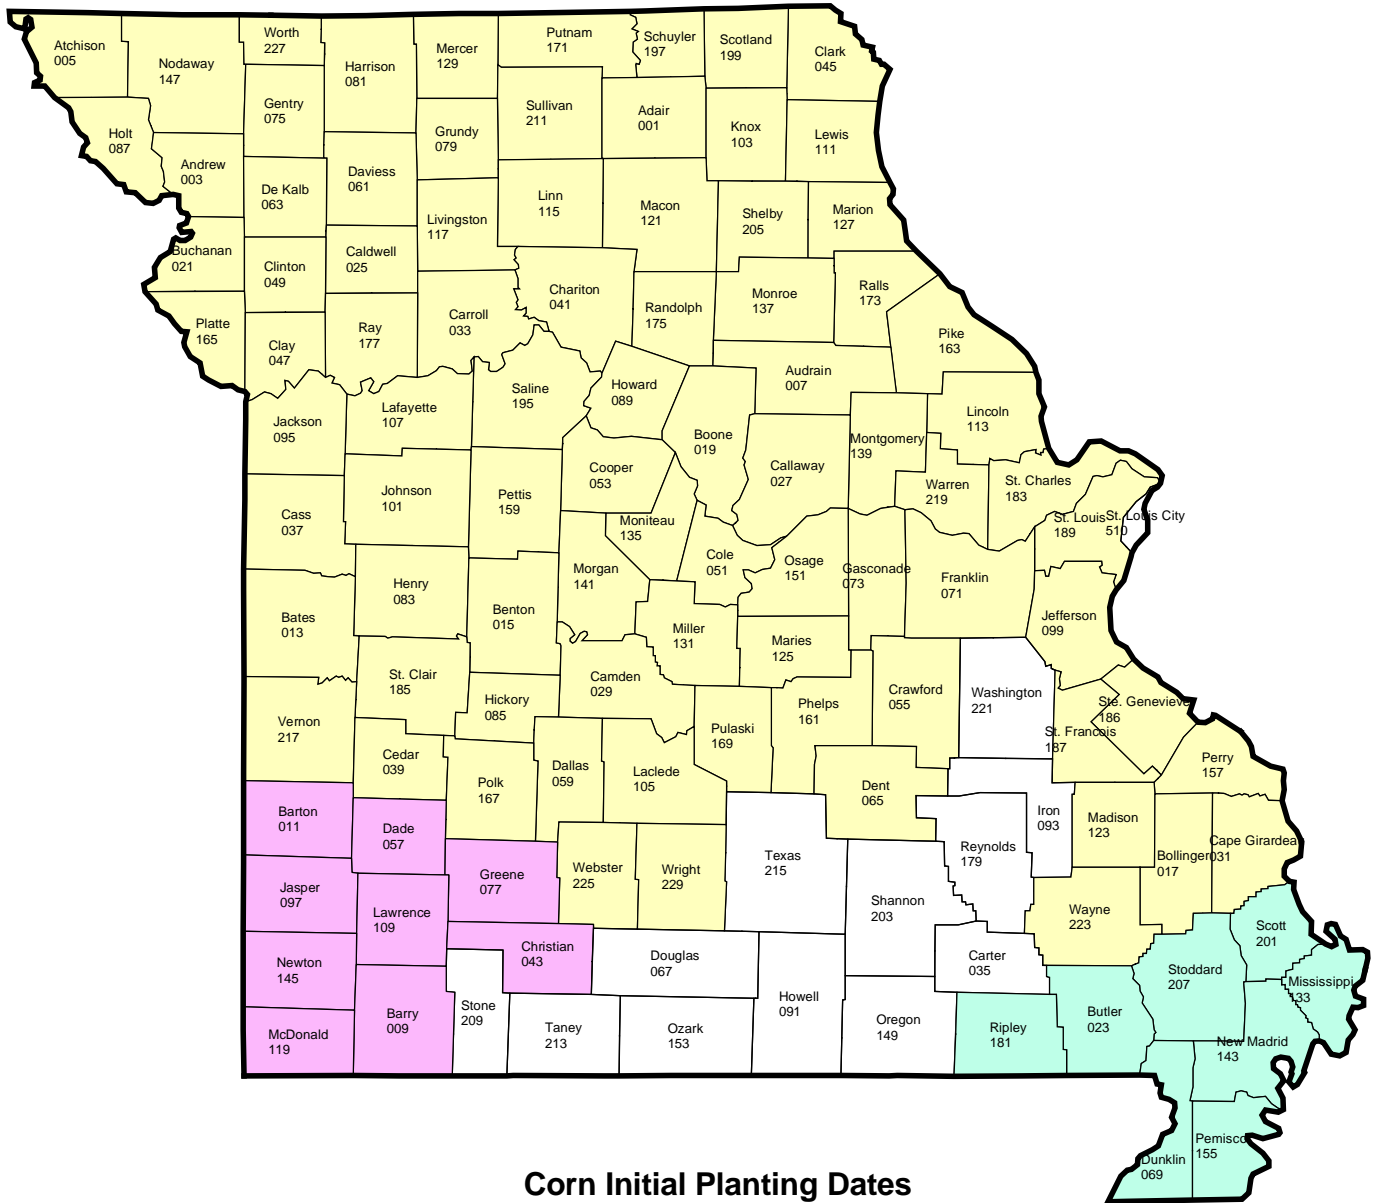 Atchison
005
Nodaway
147
Worth
227
Harrison
081
Mercer
129
Putnam
171
Schuyler
197
Scotland
199
Clark
045
Holt
087
Gentry
075
Grundy
079
Sullivan
211
Adair
001
Knox
103
Lewis
111
Andrew
003
De Kalb
063
Daviess
061
Livingston
117
Linn
115
Macon
121
Shelby
205
Marion
127
Buchanan
021
Clinton
049
Caldwell
025
Carroll
033
Chariton
041
Randolph
175
Monroe
137
Ralls
173
Pike
163
Platte
165
Clay
047
Ray
177
Saline
195
Howard
089
Audrain
007
Jackson
095
Lafayette
107
Boone
019
Callaway
027
Montgomery
139
Lincoln
113
Cooper
053
Warren
219
St. Charles
183
Cass
037
Johnson
101
Pettis
159
Moniteau
135
St. Louis
189
St. Louis City
510
Cole
051
Osage
151
Gasconade
073
Franklin
071
Morgan
141
Henry
083
Benton
015
Bates
013
Miller
131
Maries
125
Jefferson
099
St. Clair
185
Camden
029
Hickory
085
Crawford
055
Washington
221
Phelps
161
Pulaski
169
Ste. Genevieve
186
St. Francois
187
Vernon
217
Cedar
039
Polk
167
Dallas
059
Laclede
105
Dent
065
Perry
157
Barton
011
Dade
057
Iron
093
Madison
123
Reynolds
179
Texas
215
Cape Girardea
031
Bollinger
017
Jasper
097
Greene
077
Webster
225
Wright
229
Shannon
203
Lawrence
109
Wayne
223
Scott
201
Christian
043
Douglas
067
Carter
035
Newton
145
Stoddard
207
Mississippi
133
Howell
091
Stone
209
Barry
009
Taney
213
Ozark
153
Oregon
149
Ripley
181
Butler
023
McDonald
119
New Madrid
143
Pemisco
155
Dunklin
069
Corn Initial Planting Dates